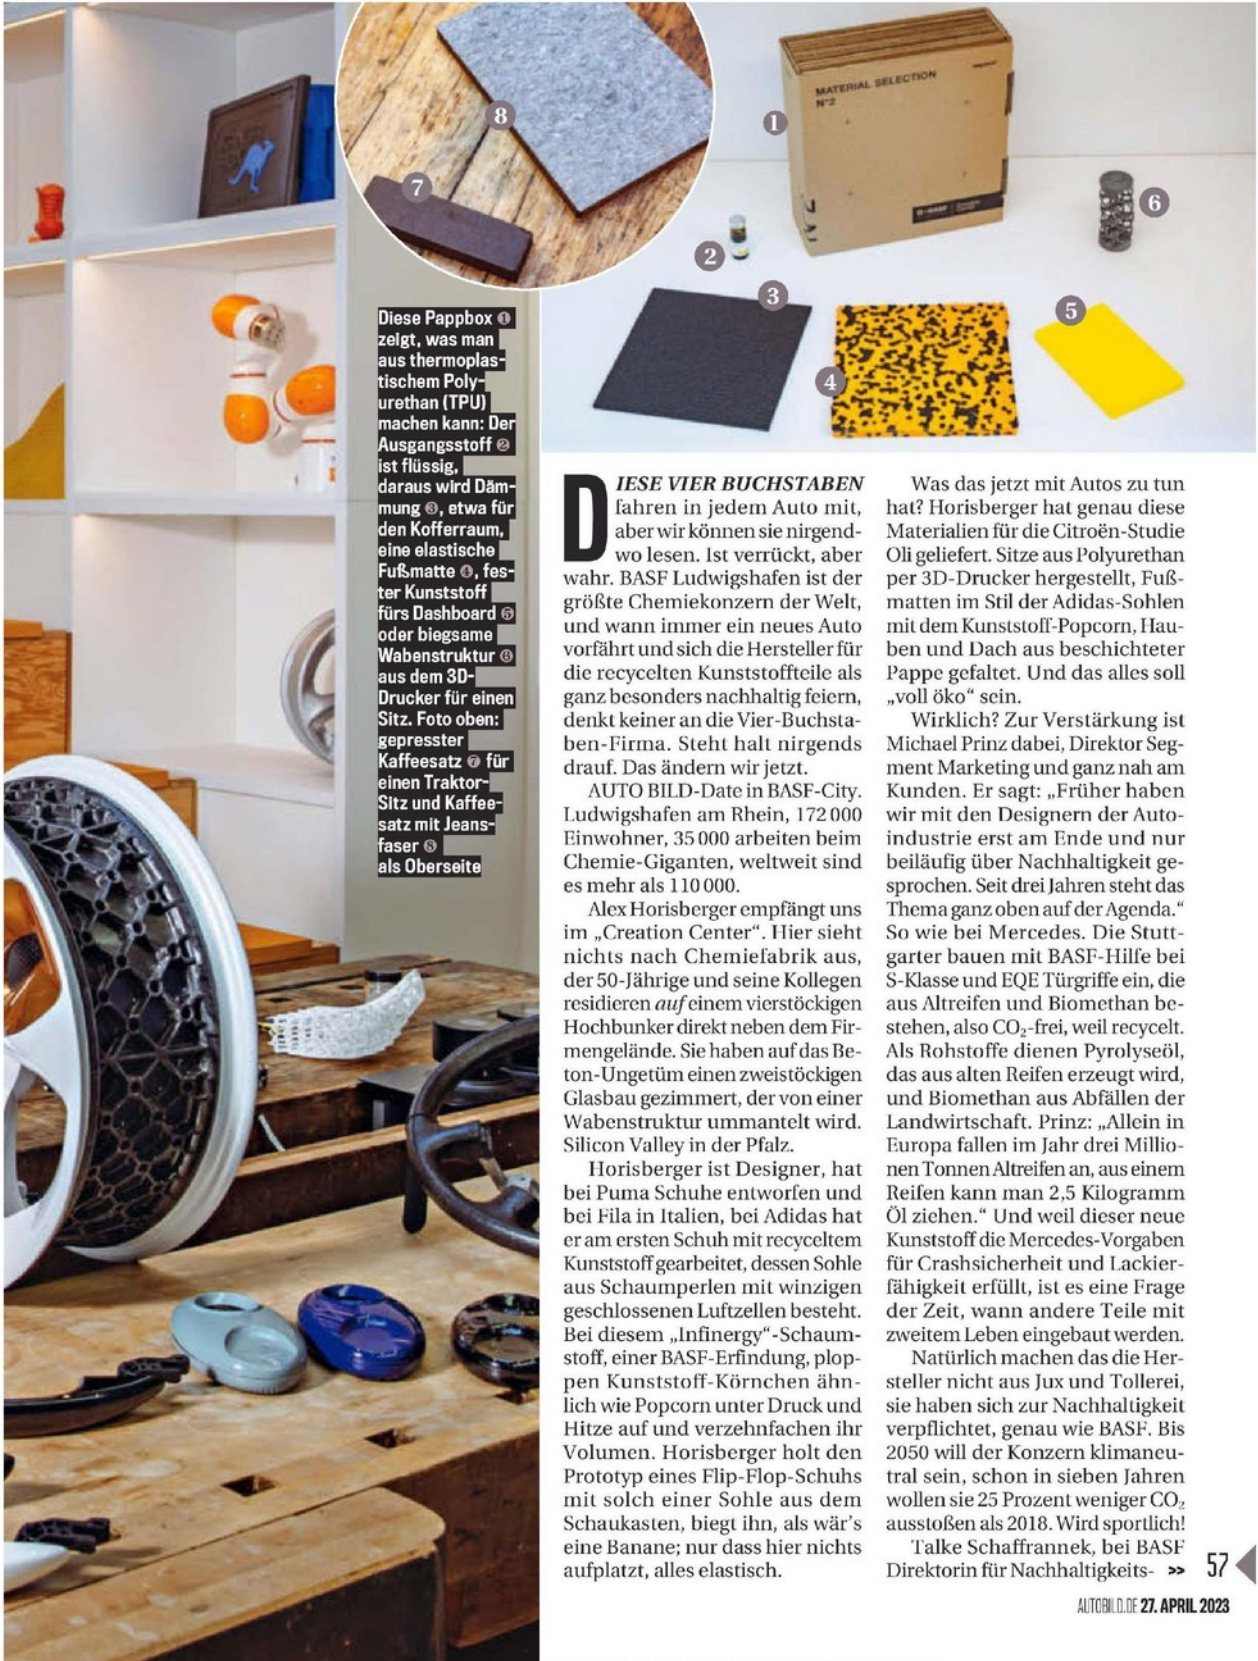 8
7
MATERIAL SELECTION
N°2
BASF
1
2
3
4
5
6
Diese Pappbox ❶
zeigt, was man
aus thermoplas-
tischem Poly-
urethan (TPU)
machen kann: Der
Ausgangsstoff ❷
ist flüssig,
daraus wird Däm-
mung ❸, etwa für
den Kofferraum,
eine elastische
Fußmatte ❹, fes-
ter Kunststoff
fürs Dashboard ❺
oder biegsame
Wabenstruktur ❻
aus dem 3D-
Drucker für einen
Sitz. Foto oben:
gepresster
Kaffeesatz ❼ für
einen Traktor-
Sitz und Kaffee-
satz mit Jeans-
faser ❽
als Oberseite
DIESE VIER BUCHSTABEN
fahren in jedem Auto mit,
aber wir können sie nirgend-
wo lesen. Ist verrückt, aber
wahr. BASF Ludwigshafen ist der
größte Chemiekonzern der Welt,
und wann immer ein neues Auto
vorfährt und sich die Hersteller für
die recycelten Kunststoffteile als
ganz besonders nachhaltig feiern,
denkt keiner an die Vier-Buchsta-
ben-Firma. Steht halt nirgends
drauf. Das ändern wir jetzt.
AUTO BILD-Date in BASF-City.
Ludwigshafen am Rhein, 172 000
Einwohner, 35 000 arbeiten beim
Chemie-Giganten, weltweit sind
es mehr als 110 000.
Alex Horisberger empfängt uns
im „Creation Center“. Hier sieht
nichts nach Chemiefabrik aus,
der 50-Jährige und seine Kollegen
residieren auf einem vierstöckigen
Hochbunker direkt neben dem Fir-
mengelände. Sie haben auf das Be-
ton-Ungetüm einen zweistöckigen
Glasbau gezimmert, der von einer
Wabenstruktur ummantelt wird.
Silicon Valley in der Pfalz.
Horisberger ist Designer, hat
bei Puma Schuhe entworfen und
bei Fila in Italien, bei Adidas hat
er am ersten Schuh mit recyceltem
Kunststoff gearbeitet, dessen Sohle
aus Schaumperlen mit winzigen
geschlossenen Luftzellen besteht.
Bei diesem „Infinergy“-Schaum-
stoff, einer BASF-Erfindung, plop-
pen Kunststoff-Körnchen ähn-
lich wie Popcorn unter Druck und
Hitze auf und verzehnfachen ihr
Volumen. Horisberger holt den
Prototyp eines Flip-Flop-Schuhs
mit solch einer Sohle aus dem
Schaukasten, biegt ihn, als wär’s
eine Banane; nur dass hier nichts
aufplatzt, alles elastisch.
Was das jetzt mit Autos zu tun
hat? Horisberger hat genau diese
Materialien für die Citroën-Studie
Oli geliefert. Sitze aus Polyurethan
per 3D-Drucker hergestellt, Fuß-
matten im Stil der Adidas-Sohlen
mit dem Kunststoff-Popcorn, Hau-
ben und Dach aus beschichteter
Pappe gefaltet. Und das alles soll
„voll öko“ sein.
Wirklich? Zur Verstärkung ist
Michael Prinz dabei, Direktor Seg-
ment Marketing und ganz nah am
Kunden. Er sagt: „Früher haben
wir mit den Designern der Auto-
industrie erst am Ende und nur
beiläufig über Nachhaltigkeit ge-
sprochen. Seit drei Jahren steht das
Thema ganz oben auf der Agenda.“
So wie bei Mercedes. Die Stutt-
garter bauen mit BASF-Hilfe bei
S-Klasse und EQE Türgriffe ein, die
aus Altreifen und Biomethan be-
stehen, also CO₂-frei, weil recycelt.
Als Rohstoffe dienen Pyrolyseöl,
das aus alten Reifen erzeugt wird,
und Biomethan aus Abfällen der
Landwirtschaft. Prinz: „Allein in
Europa fallen im Jahr drei Millio-
nen Tonnen Altreifen an, aus einem
Reifen kann man 2,5 Kilogramm
Öl ziehen.“ Und weil dieser neue
Kunststoff die Mercedes-Vorgaben
für Crashsicherheit und Lackier-
fähigkeit erfüllt, ist es eine Frage
der Zeit, wann andere Teile mit
zweitem Leben eingebaut werden.
Natürlich machen das die Her-
steller nicht aus Jux und Tollerei,
sie haben sich zur Nachhaltigkeit
verpflichtet, genau wie BASF. Bis
2050 will der Konzern klimaneu-
tral sein, schon in sieben Jahren
wollen sie 25 Prozent weniger CO₂
ausstoßen als 2018. Wird sportlich!
Talke Schaffrannek, bei BASF
Direktorin für Nachhaltigkeits- »
57
AUTOBILD.DE 27. APRIL 2023